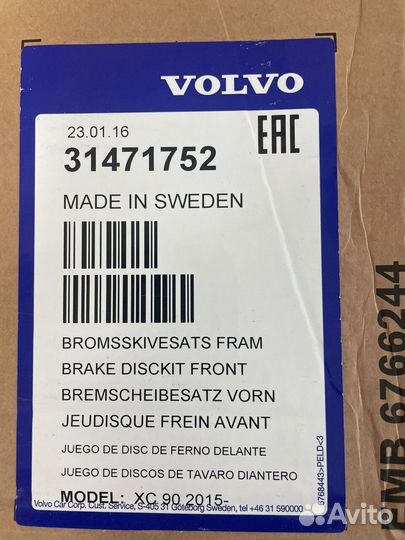 VOLVO
23.01.16
EAC
31471752
MADE IN SWEDEN
BROMSSKIVESATS FRAM
BRAKE DISCKIT FRONT
BREMSCHEIBESATZ VORN
JEUDISQUE FREIN AVANT
JUEGO DE DISC DE FERNO DELANTE
JUEGO DE DISCOS DE TAVARO DIANTERO
MODEL: XC 90 2015-
Volvo Car Corp. Cust. Service, S-405 31 Göteborg Sweden, tel +46 31 590000
6768443>PELD<3
EMB 6766244
Avito